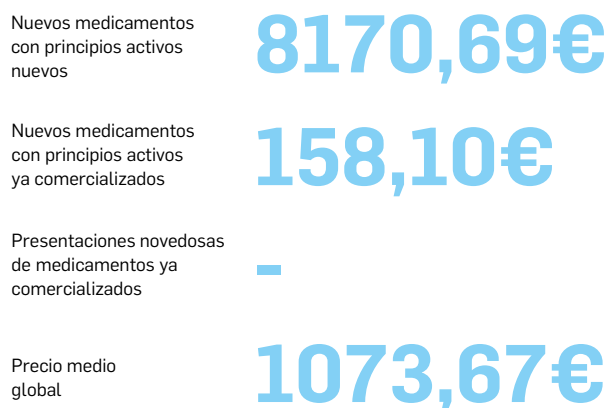 Nuevos medicamentos
con principios activos
nuevos
8170,69€
Nuevos medicamentos
con principios activos
ya comercializados
158,10€
Presentaciones novedosas
de medicamentos ya
comercializados
-
Precio medio
global
1073,67€